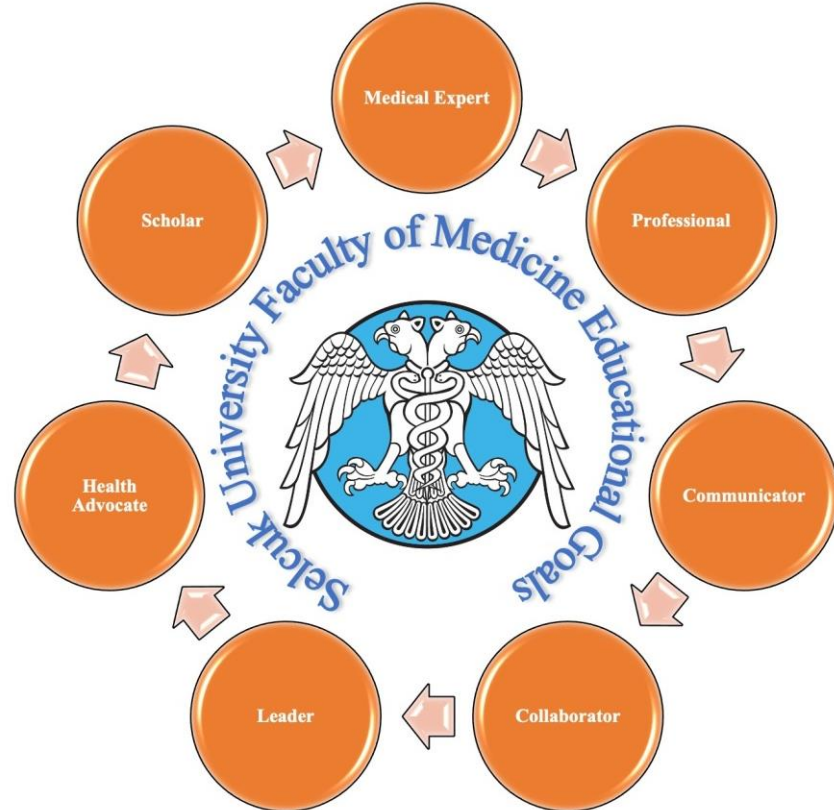 Medical Expert
Professional
Communicator
Collaborator
Leader
Health
Advocate
Scholar
Selcuk University Faculty of Medicine Educational Goals